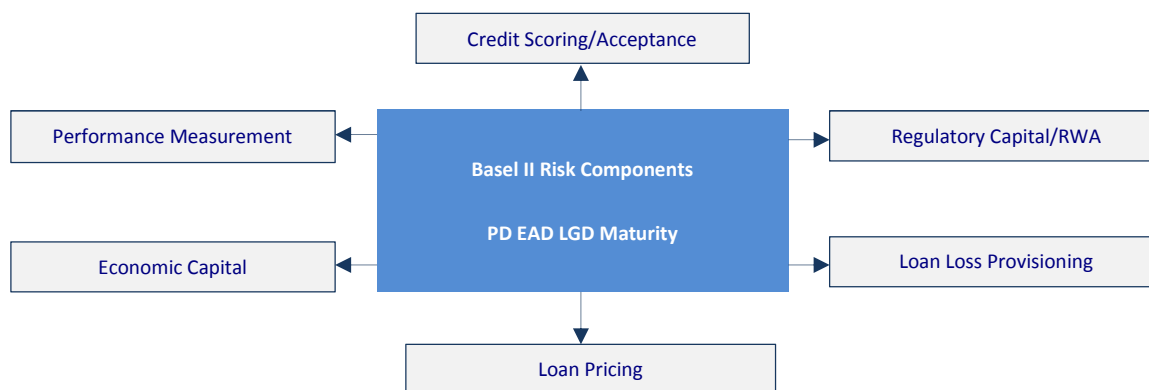 Credit Scoring/Acceptance
Performance Measurement
Regulatory Capital/RWA
Basel II Risk Components
PD EAD LGD Maturity
Economic Capital
Loan Loss Provisioning
Loan Pricing